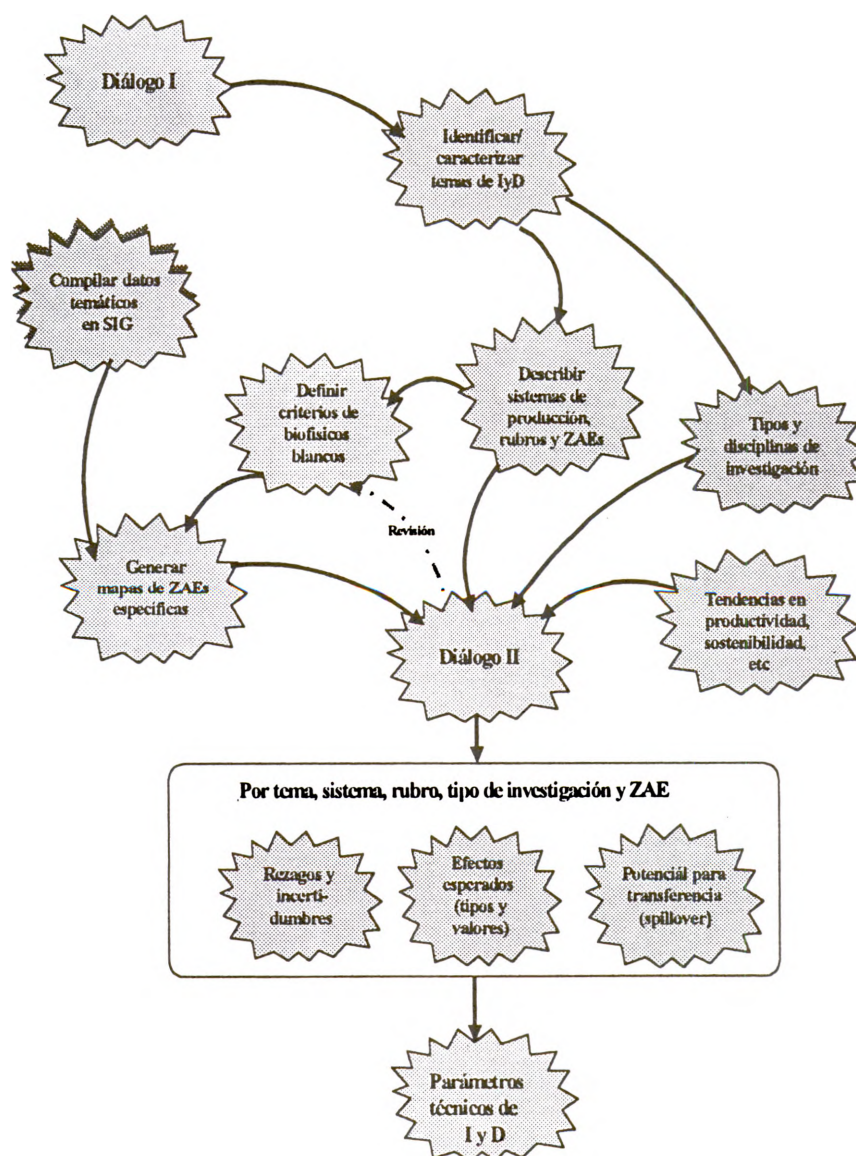 Diálogo I
Identificar/
caracterizar
temas de IyD
Compilar datos
temáticos
en SIG
Definir
criterios de
biofísicos
blancos
Describir
sistemas de
producción,
rubros y ZAEs
Tipos y
disciplinas de
investigación
Revisión
Generar
mapas de ZAEs
específicas
Diálogo II
Tendencias en
productividad,
sostenibilidad,
etc
Por tema, sistema, rubro, tipo de investigación y ZAE
Rezagos y
incerti-
dumbres
Efectos
esperados
(tipos y
valores)
Potencial para
transferencia
(spillover)
Parámetros
técnicos de
I y D